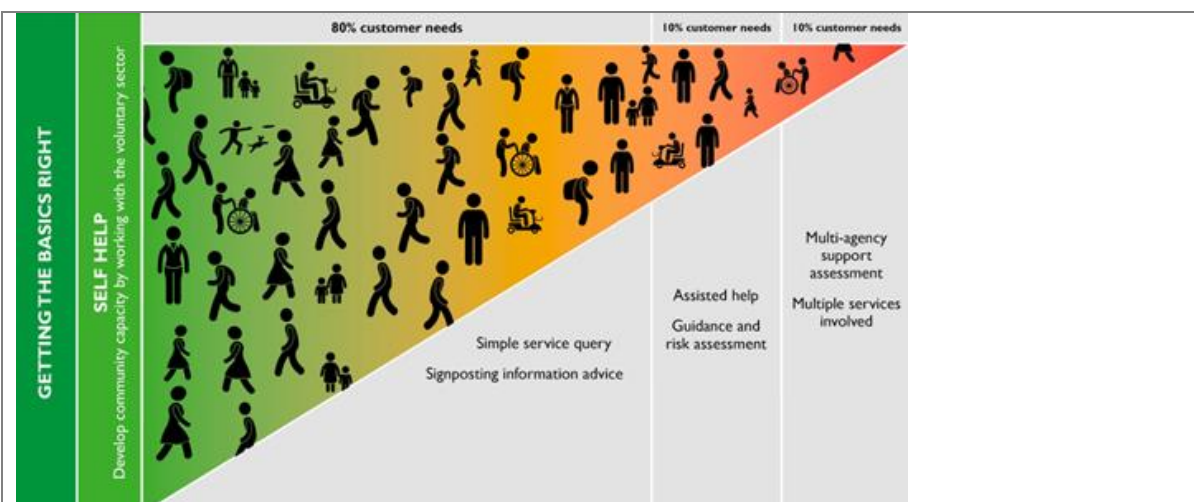 GETTING THE BASICS RIGHT
SELF HELP
Develop community capacity by working with the voluntary sector
80% customer needs
10% customer needs
10% customer needs
Simple service query
Signposting information advice
Assisted help
Guidance and
risk assessment
Multi-agency
support
assessment
Multiple services
involved